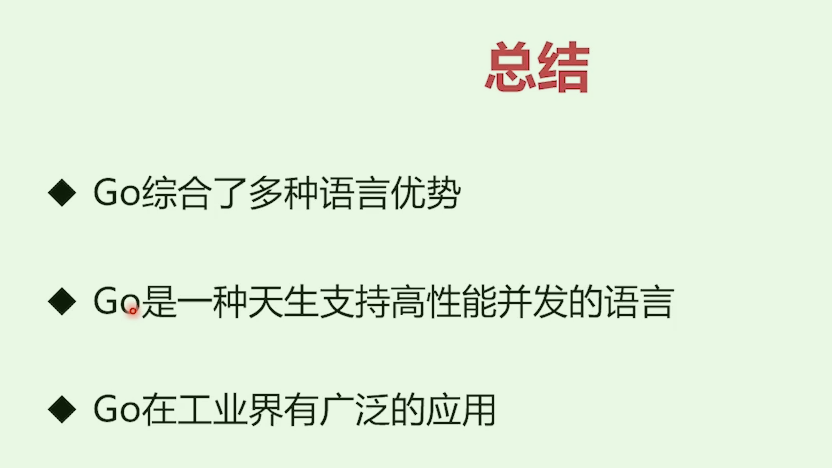 总结
Go综合了多种语言优势
Go是一种天生支持高性能并发的语言
Go在工业界有广泛的应用